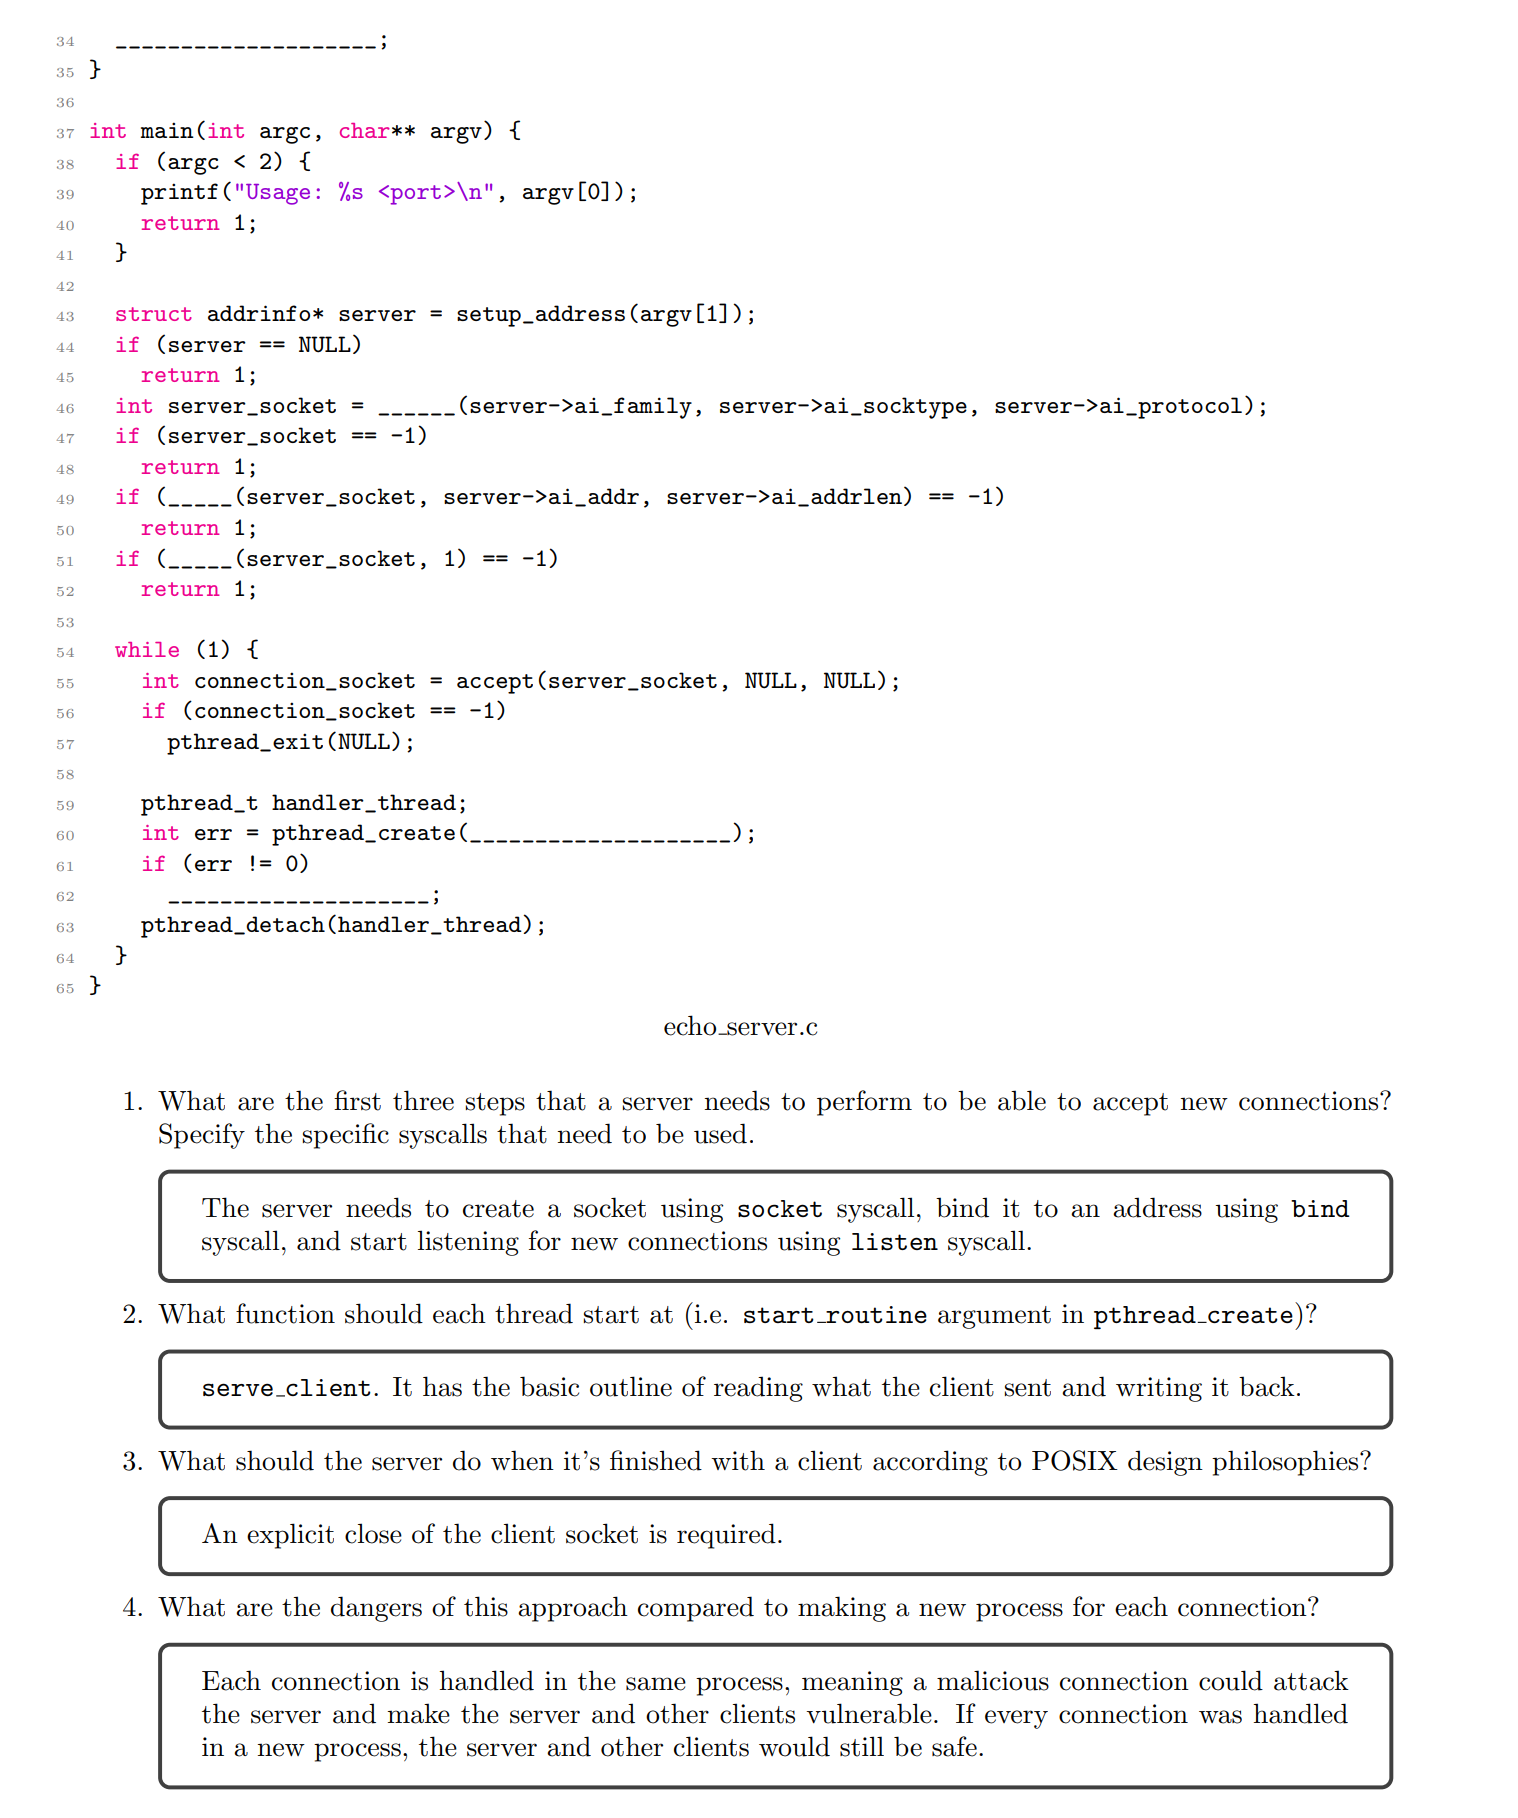 34 ____________________;
35 }
36
37 int main(int argc, char** argv) {
38 if (argc < 2) {
39 printf("Usage: %s <port>\n", argv[0]);
40 return 1;
41 }
42
43 struct addrinfo* server = setup_address(argv[1]);
44 if (server == NULL)
45 return 1;
46 int server_socket = ______(server->ai_family, server->ai_socktype, server->ai_protocol);
47 if (server_socket == -1)
48 return 1;
49 if (_____(server_socket, server->ai_addr, server->ai_addrlen) == -1)
50 return 1;
51 if (_____(server_socket, 1) == -1)
52 return 1;
53
54 while (1) {
55 int connection_socket = accept(server_socket, NULL, NULL);
56 if (connection_socket == -1)
57 pthread_exit(NULL);
58
59 pthread_t handler_thread;
60 int err = pthread_create(____________________);
61 if (err != 0)
62 ____________________;
63 pthread_detach(handler_thread);
64 }
65 }
echo_server.c
1. What are the first three steps that a server needs to perform to be able to accept new connections?
Specify the specific syscalls that need to be used.
The server needs to create a socket using socket syscall, bind it to an address using bind
syscall, and start listening for new connections using listen syscall.
2. What function should each thread start at (i.e. start_routine argument in pthread_create)?
serve_client. It has the basic outline of reading what the client sent and writing it back.
3. What should the server do when it's finished with a client according to POSIX design philosophies?
An explicit close of the client socket is required.
4. What are the dangers of this approach compared to making a new process for each connection?
Each connection is handled in the same process, meaning a malicious connection could attack
the server and make the server and other clients vulnerable. If every connection was handled
in a new process, the server and other clients would still be safe.